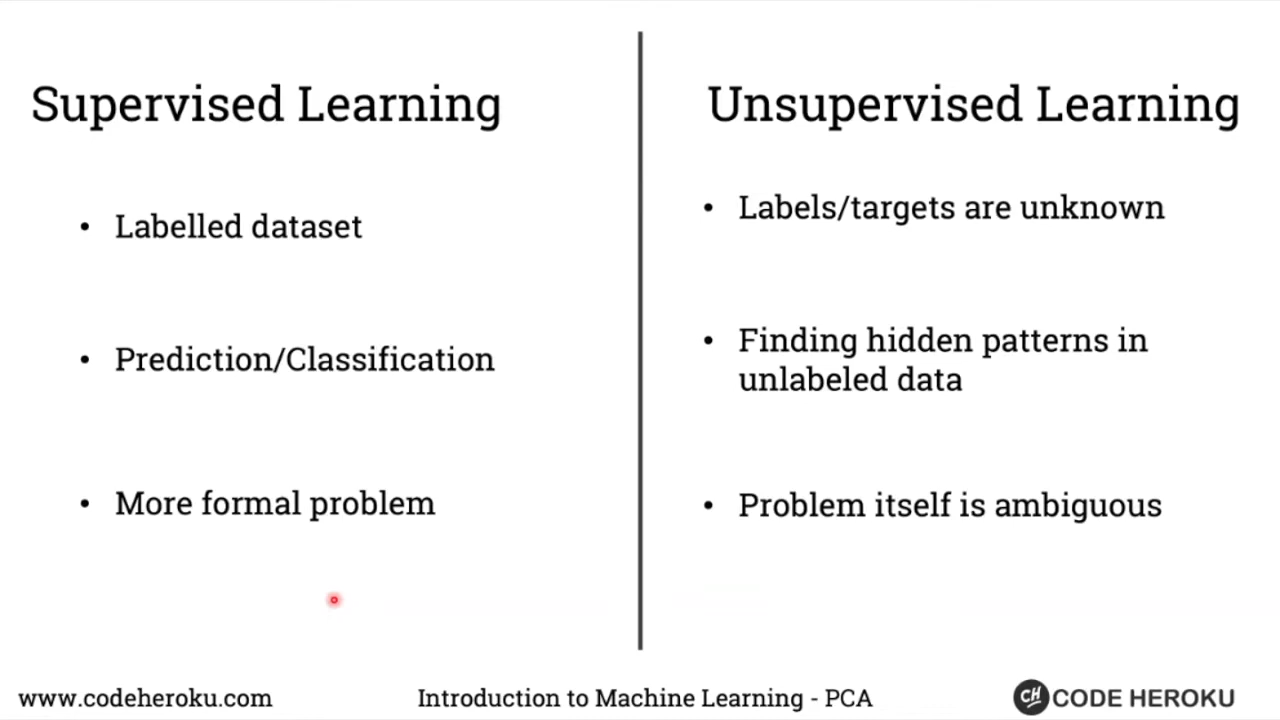 Supervised Learning
• Labelled dataset
• Prediction/Classification
• More formal problem
Unsupervised Learning
• Labels/targets are unknown
• Finding hidden patterns in
unlabeled data
• Problem itself is ambiguous
www.codeheroku.com
Introduction to Machine Learning - PCA
CH CODE HEROKU